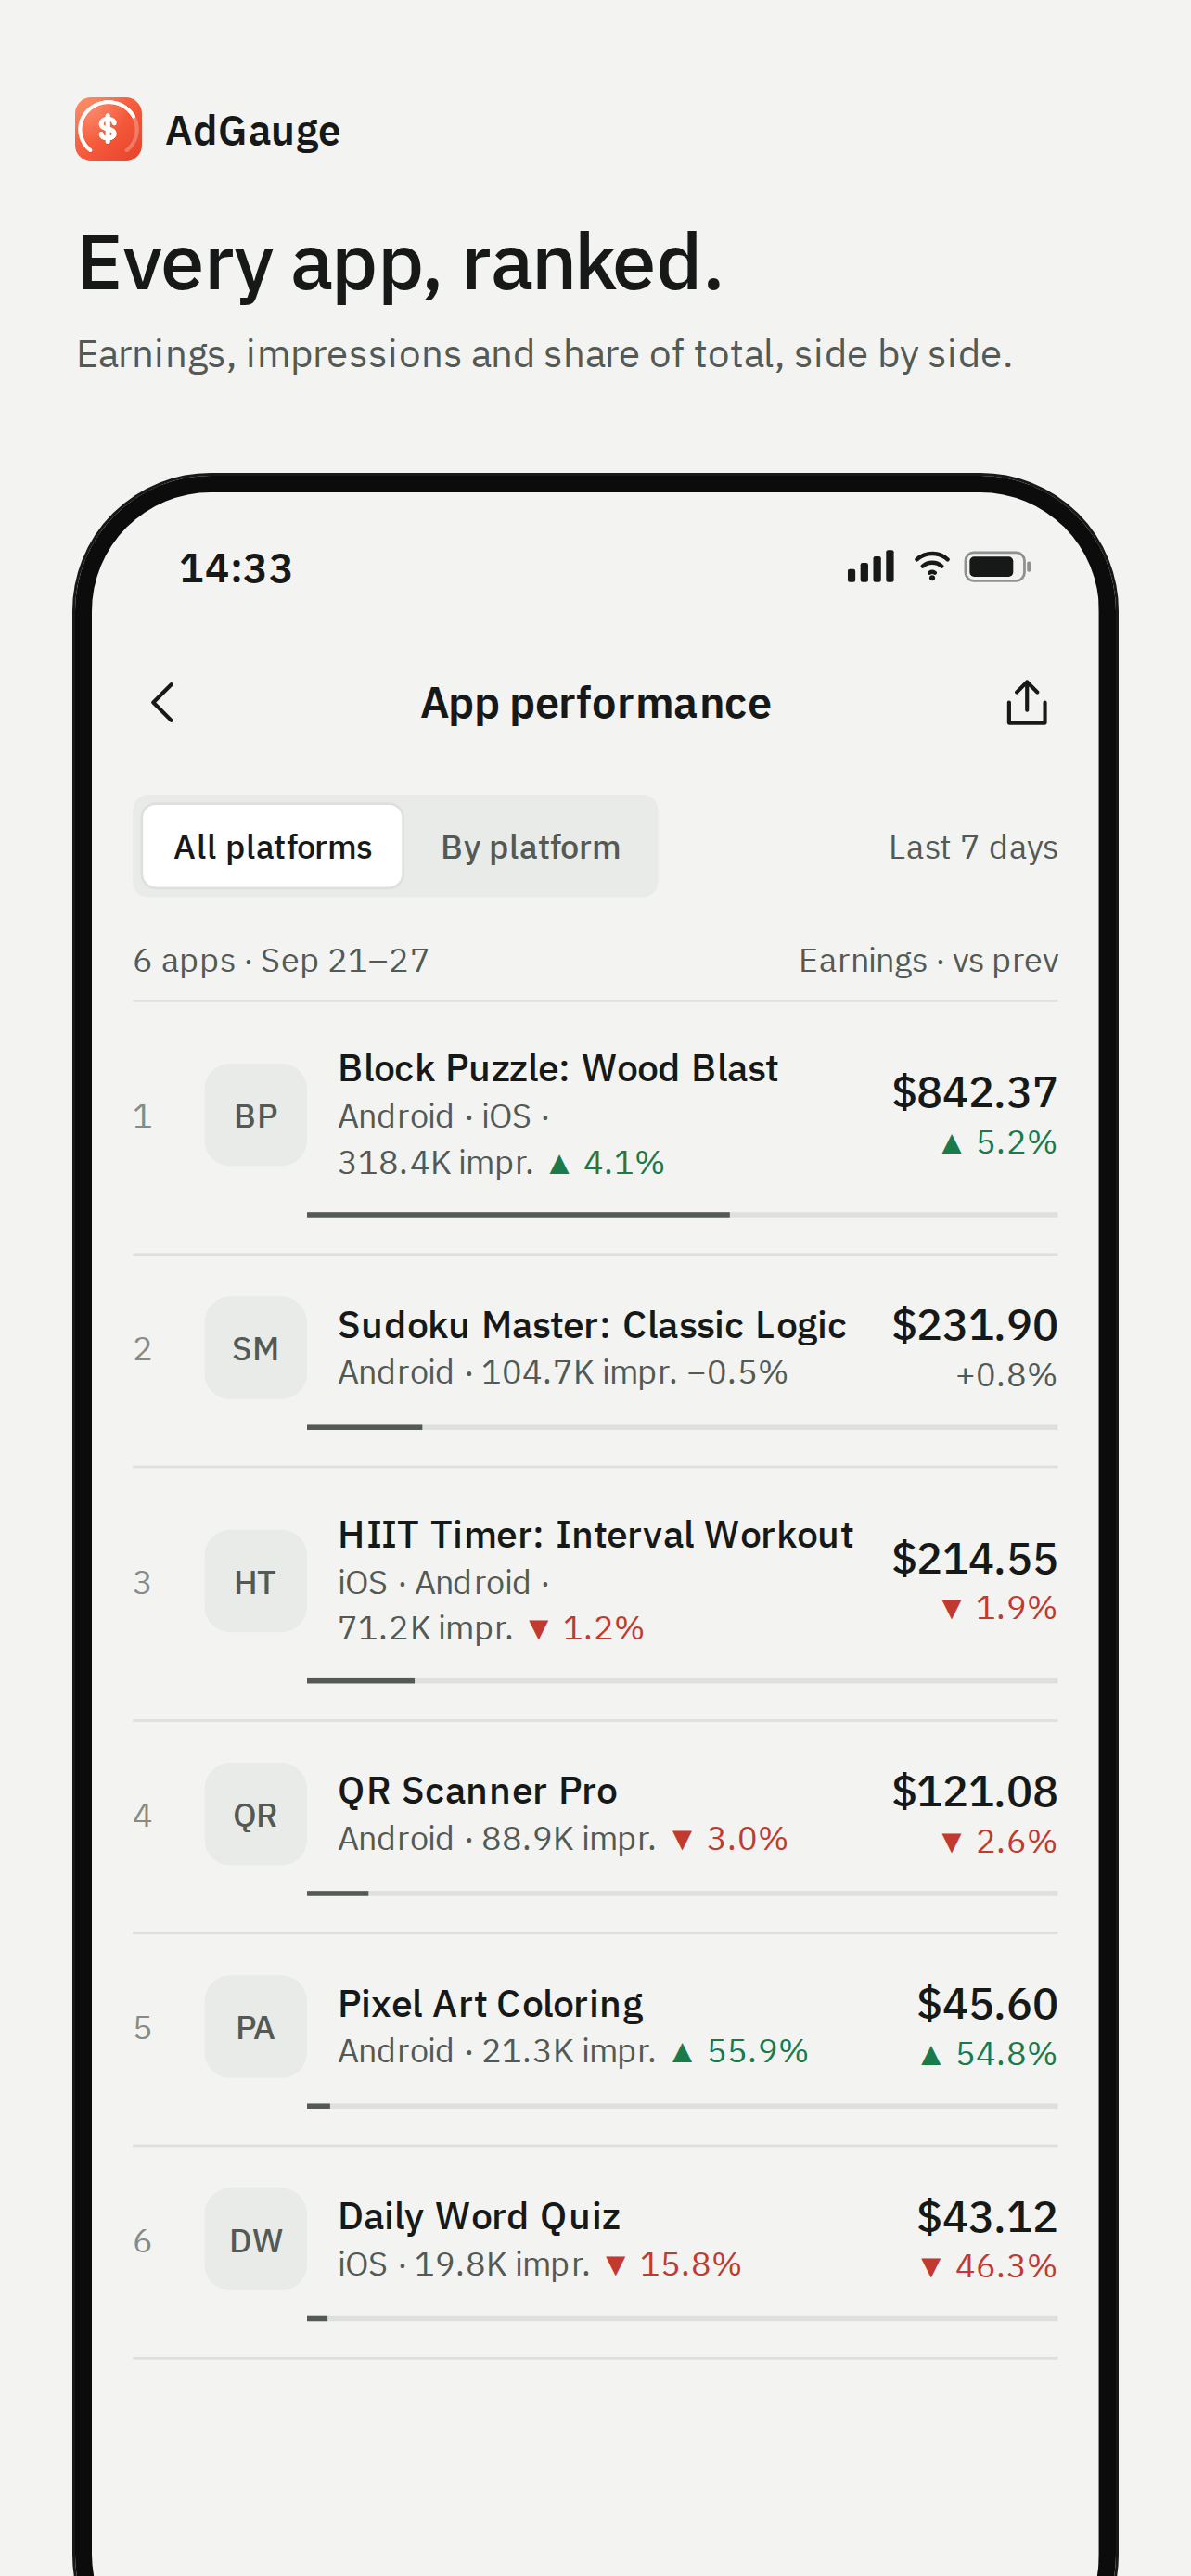 $ AdGauge
Every app, ranked.
Earnings, impressions and share of total, side by side.
14:33
App performance
All platforms By platform Last 7 days
6 apps · Sep 21–27 Earnings · vs prev
1 BP Block Puzzle: Wood Blast $842.37
Android · iOS ·
318.4K impr. ▲ 4.1% ▲ 5.2%
2 SM Sudoku Master: Classic Logic $231.90
Android · 104.7K impr. −0.5% +0.8%
3 HT HIIT Timer: Interval Workout $214.55
iOS · Android ·
71.2K impr. ▼ 1.2% ▼ 1.9%
4 QR QR Scanner Pro $121.08
Android · 88.9K impr. ▼ 3.0% ▼ 2.6%
5 PA Pixel Art Coloring $45.60
Android · 21.3K impr. ▲ 55.9% ▲ 54.8%
6 DW Daily Word Quiz $43.12
iOS · 19.8K impr. ▼ 15.8% ▼ 46.3%